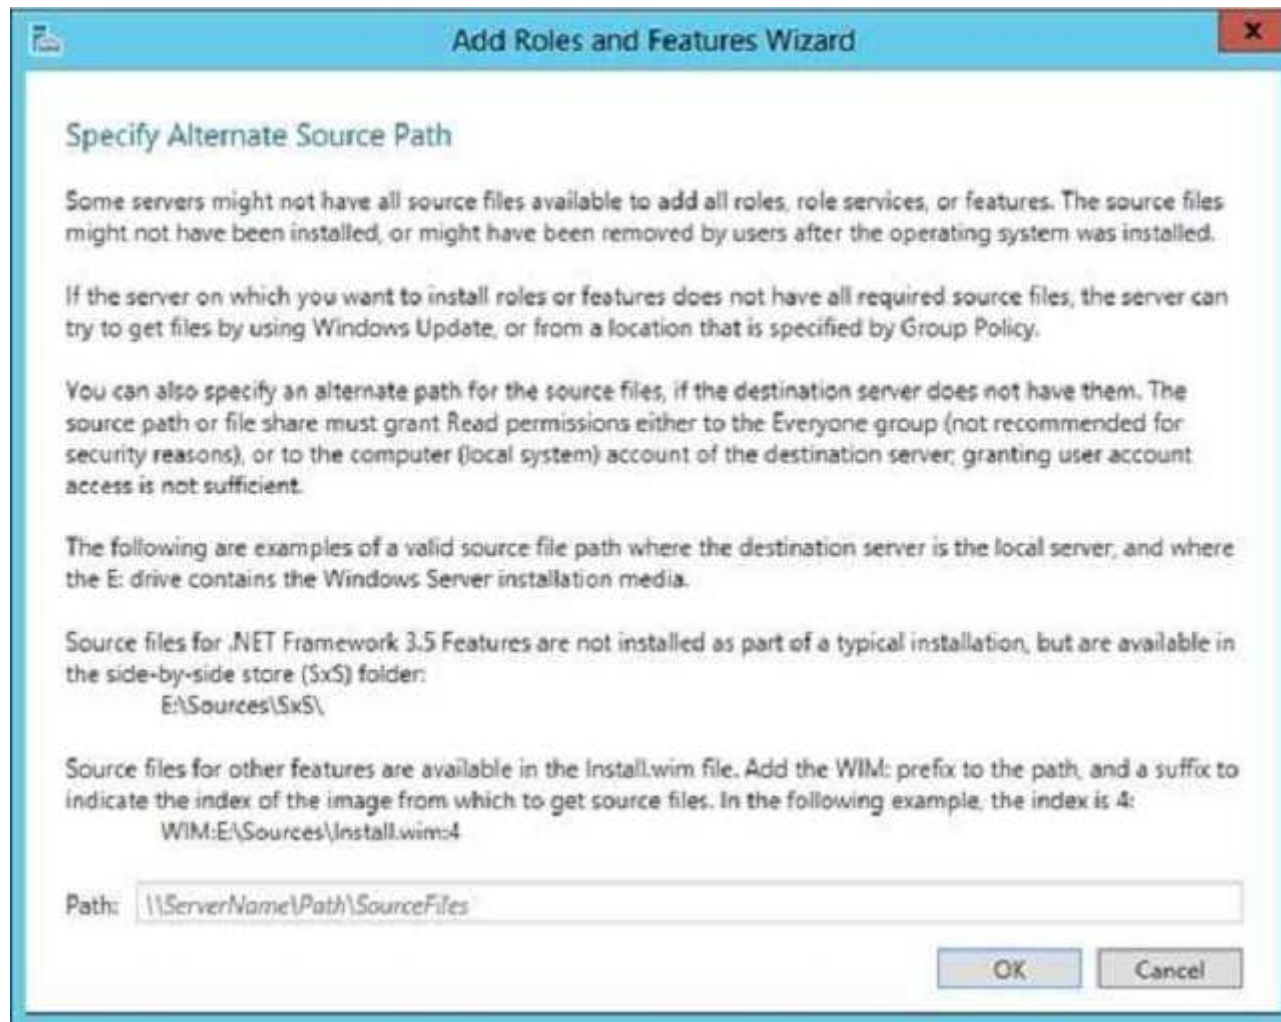 Add Roles and Features Wizard
x
Specify Alternate Source Path
Some servers might not have all source files available to add all roles, role services, or features. The source files
might not have been installed, or might have been removed by users after the operating system was installed.
If the server on which you want to install roles or features does not have all required source files, the server can
try to get files by using Windows Update, or from a location that is specified by Group Policy.
You can also specify an alternate path for the source files, if the destination server does not have them. The
source path or file share must grant Read permissions either to the Everyone group (not recommended for
security reasons), or to the computer (local system) account of the destination server; granting user account
access is not sufficient.
The following are examples of a valid source file path where the destination server is the local server, and where
the E: drive contains the Windows Server installation media.
Source files for .NET Framework 3.5 Features are not installed as part of a typical installation, but are available in
the side-by-side store (SxS) folder:
E:\Sources\SxS\
Source files for other features are available in the Install.wim file. Add the WIM: prefix to the path, and a suffix to
indicate the index of the image from which to get source files. In the following example, the index is 4:
WIM:E:\Sources\Install.wim:4
Path: \\ServerName\Path\SourceFiles
OK Cancel